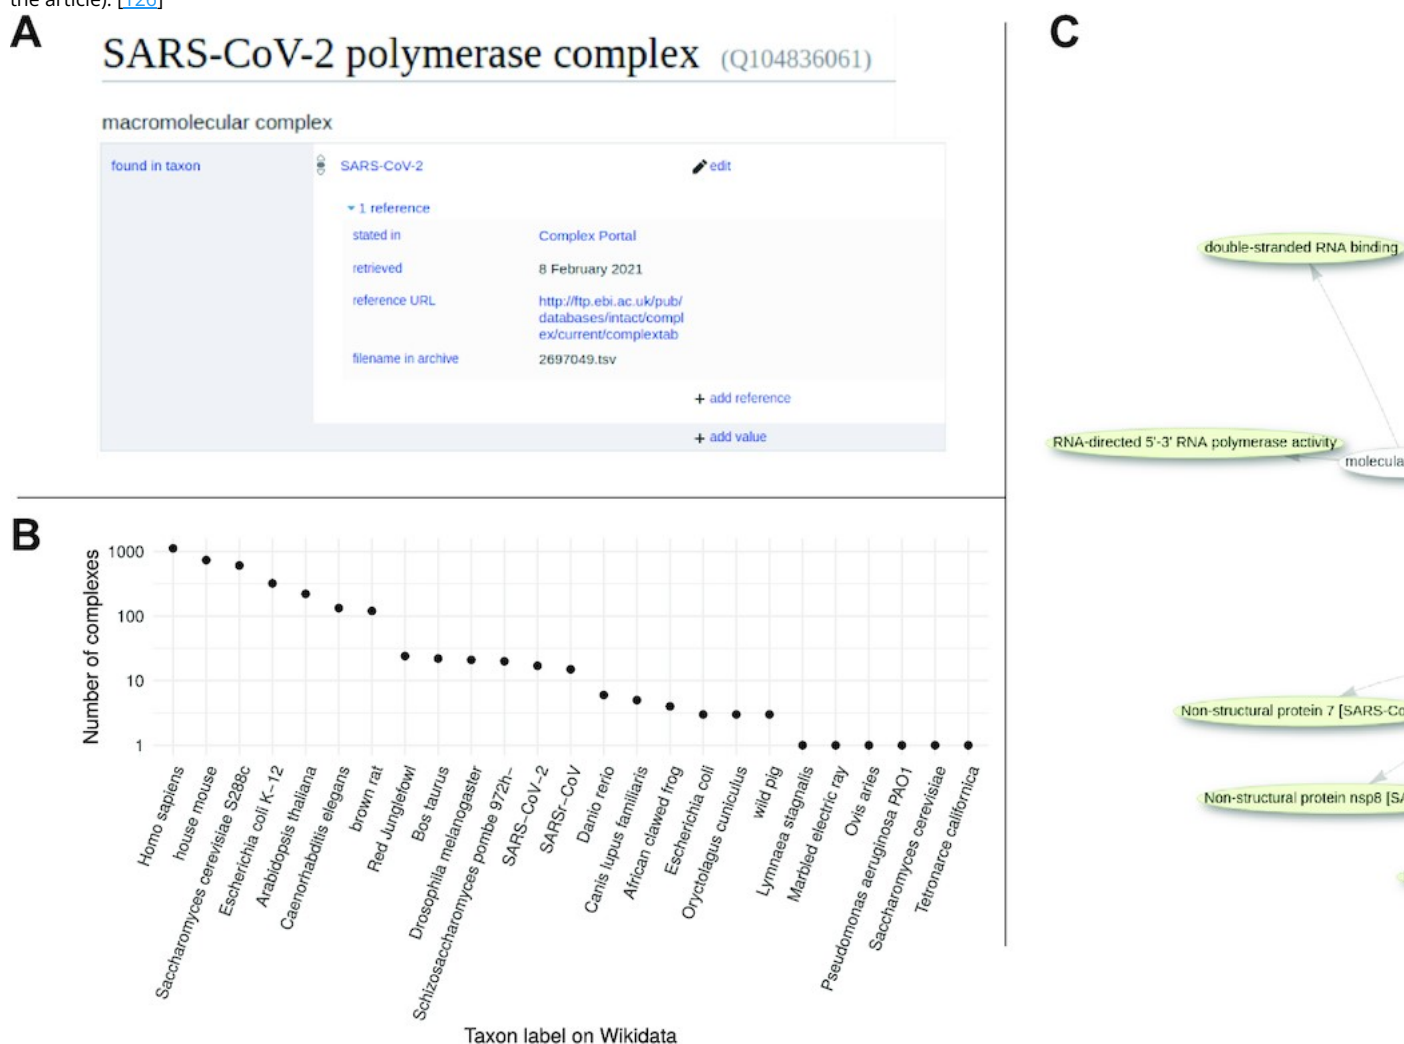 the article). [126]
A
SARS-CoV-2 polymerase complex (Q104836061)
macromolecular complex
found in taxon
SARS-CoV-2
edit
1 reference
stated in
Complex Portal
retrieved
8 February 2021
reference URL
http://ftp.ebi.ac.uk/pub/
databases/intact/compl
ex/current/complextab
filename in archive
2697049.tsv
+ add reference
+ add value
B
Number of complexes
1000
100
10
1
Homo sapiens
house mouse
Saccharomyces cerevisiae S288c
Escherichia coli K−12
Arabidopsis thaliana
Caenorhabditis elegans
brown rat
Red Junglefowl
Bos taurus
Drosophila melanogaster
Schizosaccharomyces pombe 972h−
SARS−CoV−2
SARSr−CoV
Danio rerio
Canis lupus familiaris
African clawed frog
Escherichia coli
Oryctolagus cuniculus
wild pig
Lymnaea stagnalis
Marbled electric ray
Ovis aries
Pseudomonas aeruginosa PAO1
Saccharomyces cerevisiae
Tetronarce californica
Taxon label on Wikidata
C
double-stranded RNA binding
RNA-directed 5'-3' RNA polymerase activity
molecula
Non-structural protein 7 [SARS-Co
Non-structural protein nsp8 [SA